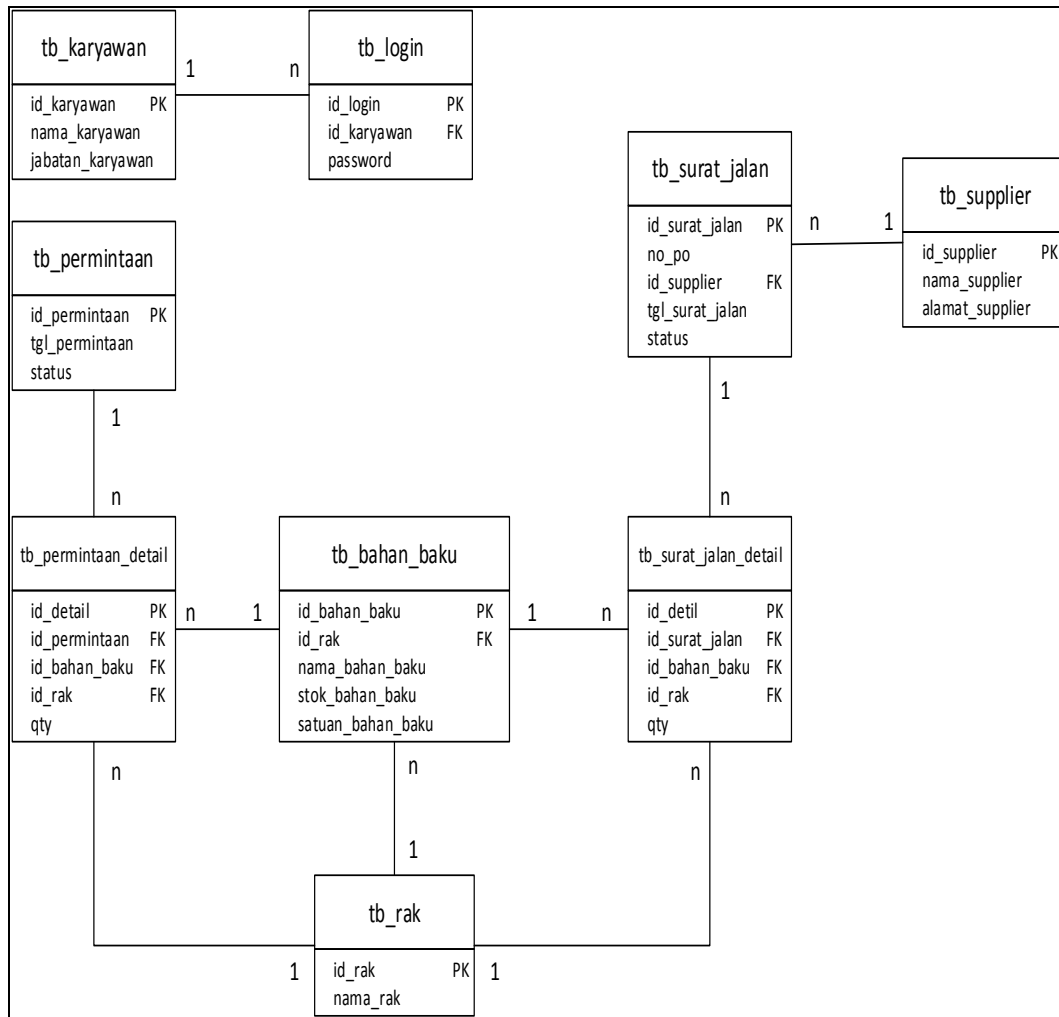 tb_karyawan
id_karyawan PK
nama_karyawan
jabatan_karyawan
1 n
tb_login
id_login PK
id_karyawan FK
password
tb_surat_jalan
id_surat_jalan PK
no_po
id_supplier FK
tgl_surat_jalan
status
n 1
tb_supplier
id_supplier PK
nama_supplier
alamat_supplier
tb_permintaan
id_permintaan PK
tgl_permintaan
status
1
n
1
n
tb_permintaan_detail
id_detail PK
id_permintaan FK
id_bahan_baku FK
id_rak FK
qty
n 1
tb_bahan_baku
id_bahan_baku PK
id_rak FK
nama_bahan_baku
stok_bahan_baku
satuan_bahan_baku
1 n
tb_surat_jalan_detail
id_detil PK
id_surat_jalan FK
id_bahan_baku FK
id_rak FK
qty
n
n
n
1
tb_rak
id_rak PK
nama_rak
1
1